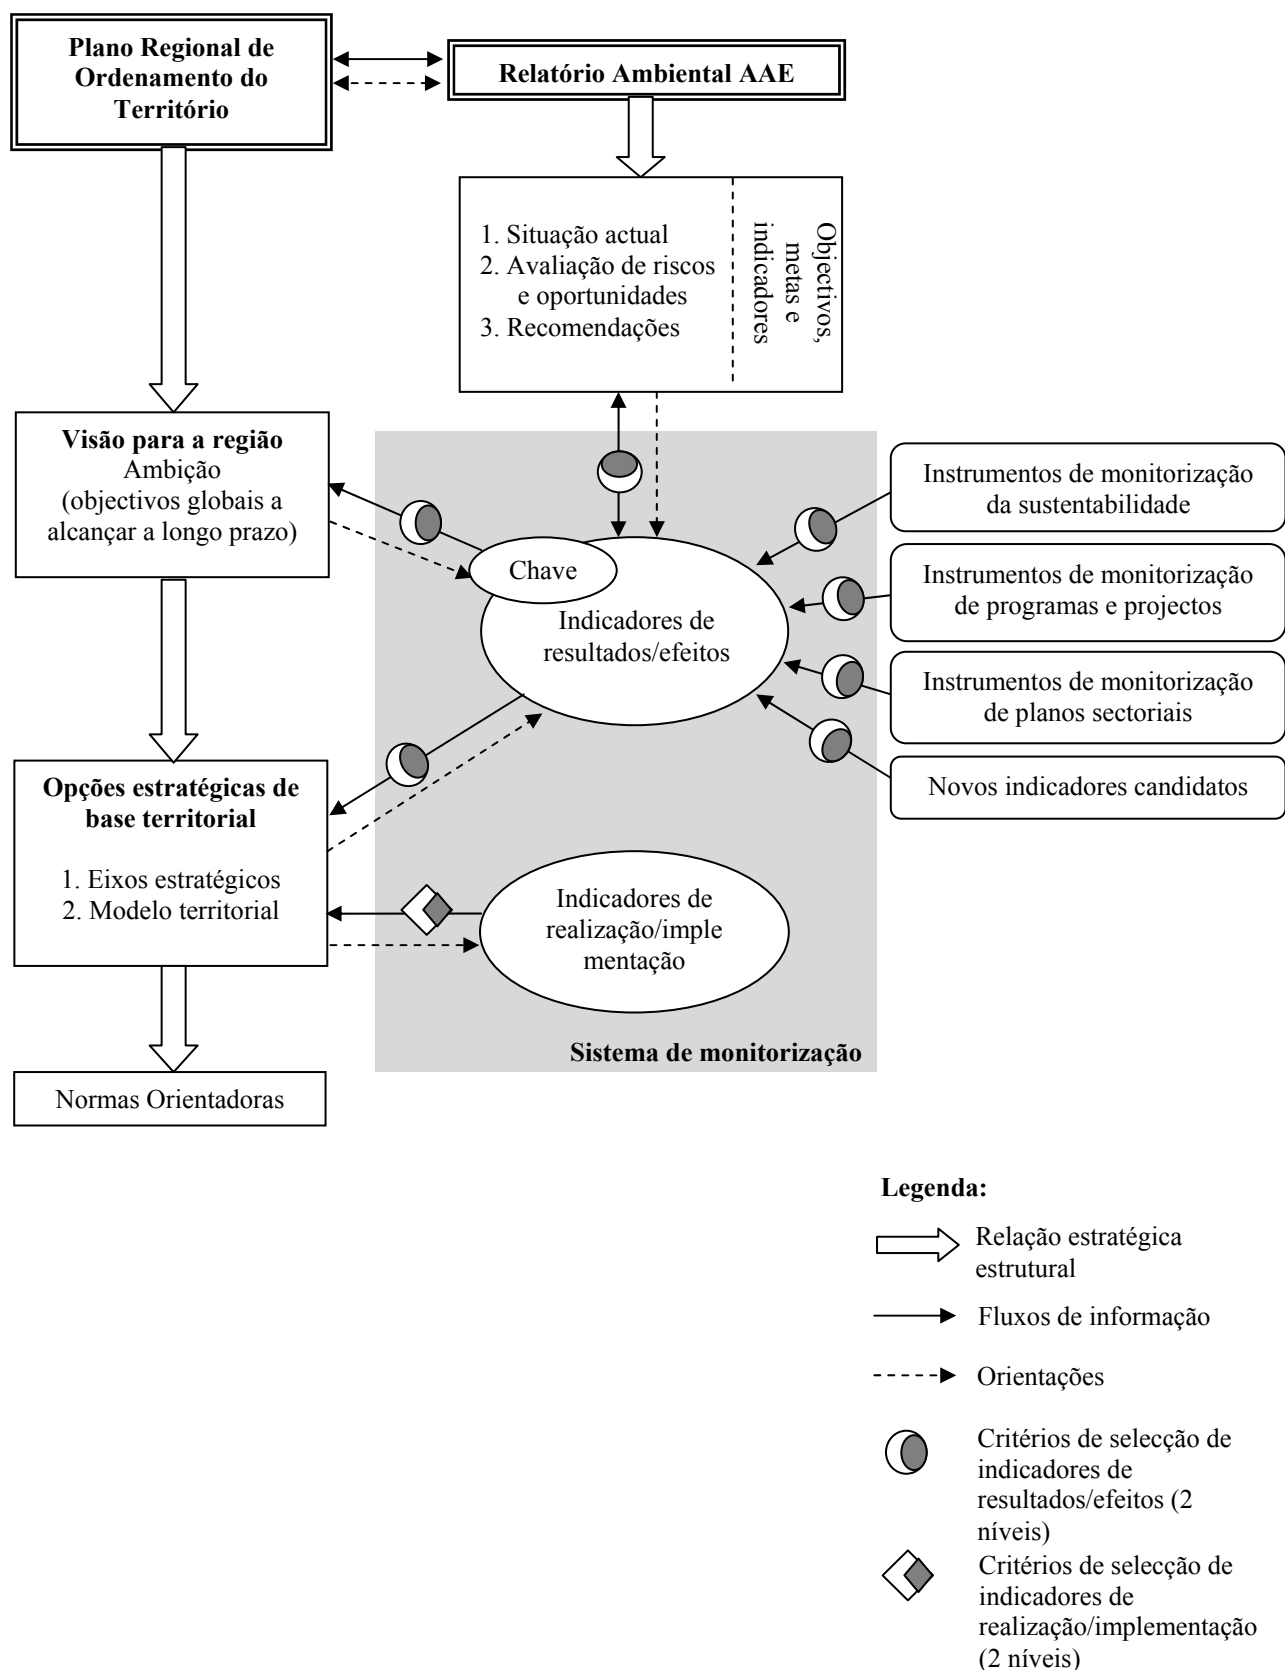 Plano Regional de
Ordenamento do
Território
Relatório Ambiental AAE
1. Situação actual
2. Avaliação de riscos
e oportunidades
3. Recomendações
Objectivos,
metas e
indicadores
Visão para a região
Ambição
(objectivos globais a
alcançar a longo prazo)
Chave
Indicadores de
resultados/efeitos
Instrumentos de monitorização
da sustentabilidade
Instrumentos de monitorização
de programas e projectos
Instrumentos de monitorização
de planos sectoriais
Novos indicadores candidatos
Opções estratégicas de
base territorial
1. Eixos estratégicos
2. Modelo territorial
Indicadores de
realização/imple
mentação
Sistema de monitorização
Normas Orientadoras
Legenda:
Relação estratégica
estrutural
Fluxos de informação
Orientações
Critérios de selecção de
indicadores de
resultados/efeitos (2
níveis)
Critérios de selecção de
indicadores de
realização/implementação
(2 níveis)